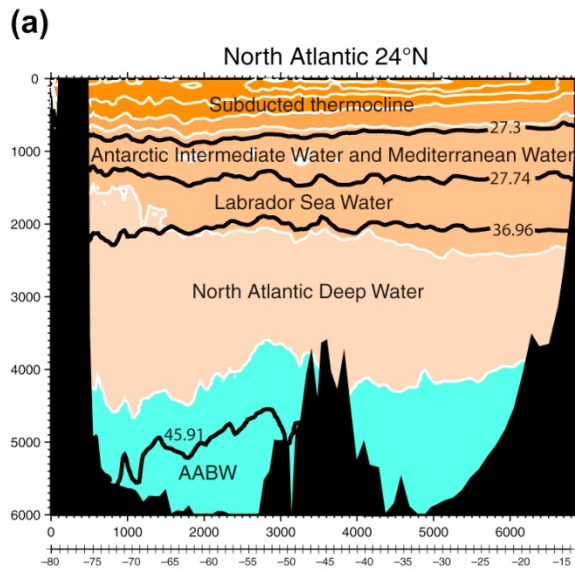 (a)
North Atlantic 24°N
0
Subducted thermocline
27.3
1000
Antarctic Intermediate Water and Mediterranean Water
27.74
Labrador Sea Water
2000
36.96
North Atlantic Deep Water
3000
4000
45.91
5000
AABW
6000
0 1000 2000 3000 4000 5000 6000
-80 -75 -70 -65 -60 -55 -50 -45 -40 -35 -30 -25 -20 -15